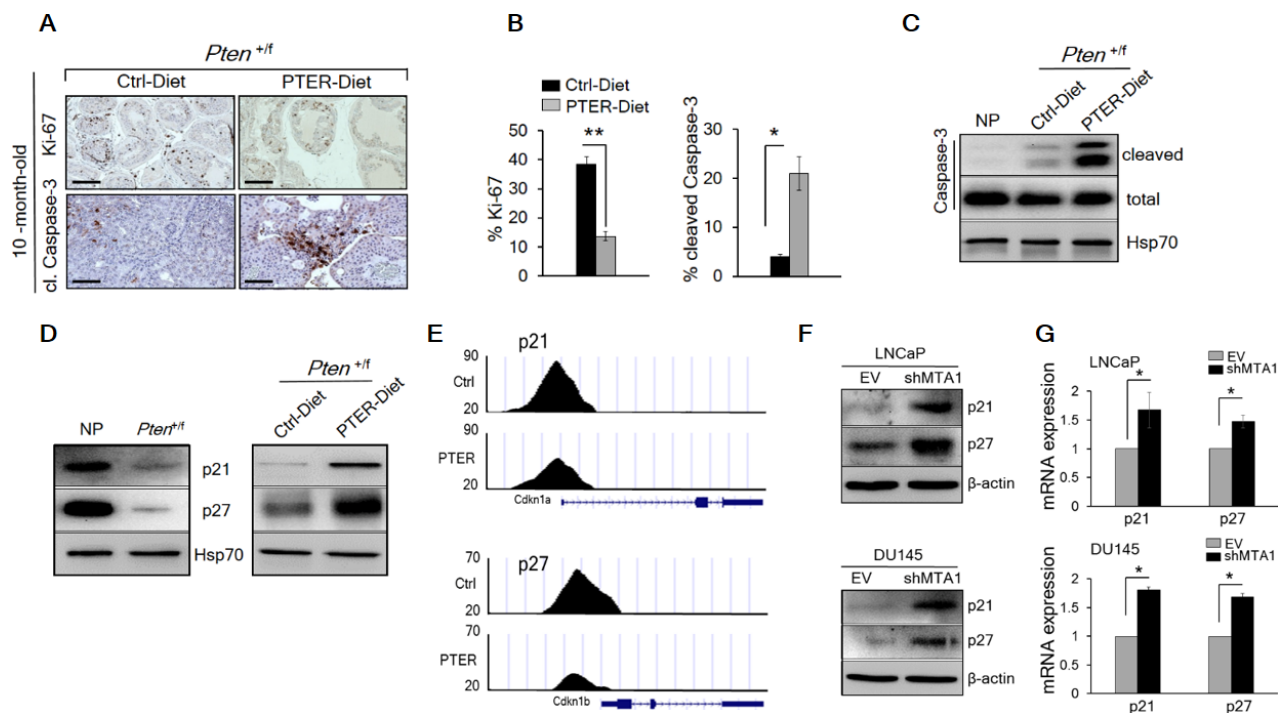 A
Pten +/f
Ctrl-Diet PTER-Diet
10 -month-old
Ki-67
cl. Caspase-3
B
Ctrl-Diet
PTER-Diet
% Ki-67
50
40
30
20
10
0
**
% cleaved Caspase-3
30
20
10
0
*
C
Pten +/f
NP Ctrl-Diet PTER-Diet
Caspase-3
cleaved
total
Hsp70
D
Pten +/f
NP Pten+/f Ctrl-Diet PTER-Diet
p21
p27
Hsp70
E
p21
90
Ctrl
20
90
PTER
20
Cdkn1a
p27
70
Ctrl
20
70
PTER
20
Cdkn1b
F
LNCaP
EV shMTA1
p21
p27
β-actin
DU145
EV shMTA1
p21
p27
β-actin
G
LNCaP
EV
shMTA1
mRNA expression
2
1.5
1
0.5
0
* *
p21 p27
DU145
EV
shMTA1
mRNA expression
2
1.5
1
0.5
0
* *
p21 p27